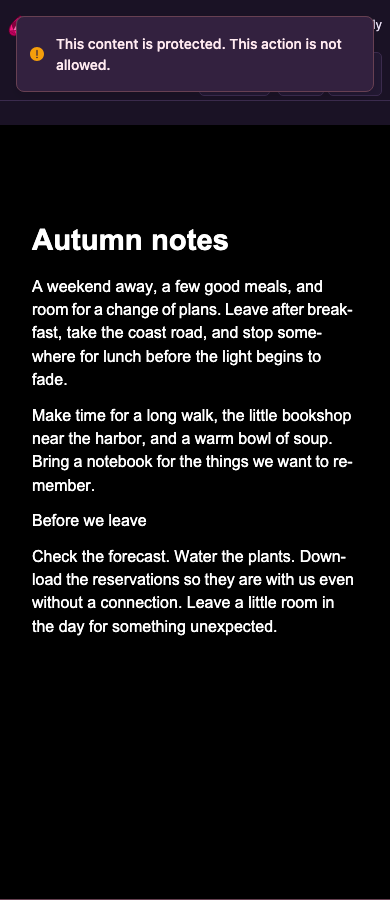 This content is protected. This action is not
allowed.
ly
Autumn notes
A weekend away, a few good meals, and
room for a change of plans. Leave after break-
fast, take the coast road, and stop some-
where for lunch before the light begins to
fade.
Make time for a long walk, the little bookshop
near the harbor, and a warm bowl of soup.
Bring a notebook for the things we want to re-
member.
Before we leave
Check the forecast. Water the plants. Down-
load the reservations so they are with us even
without a connection. Leave a little room in
the day for something unexpected.